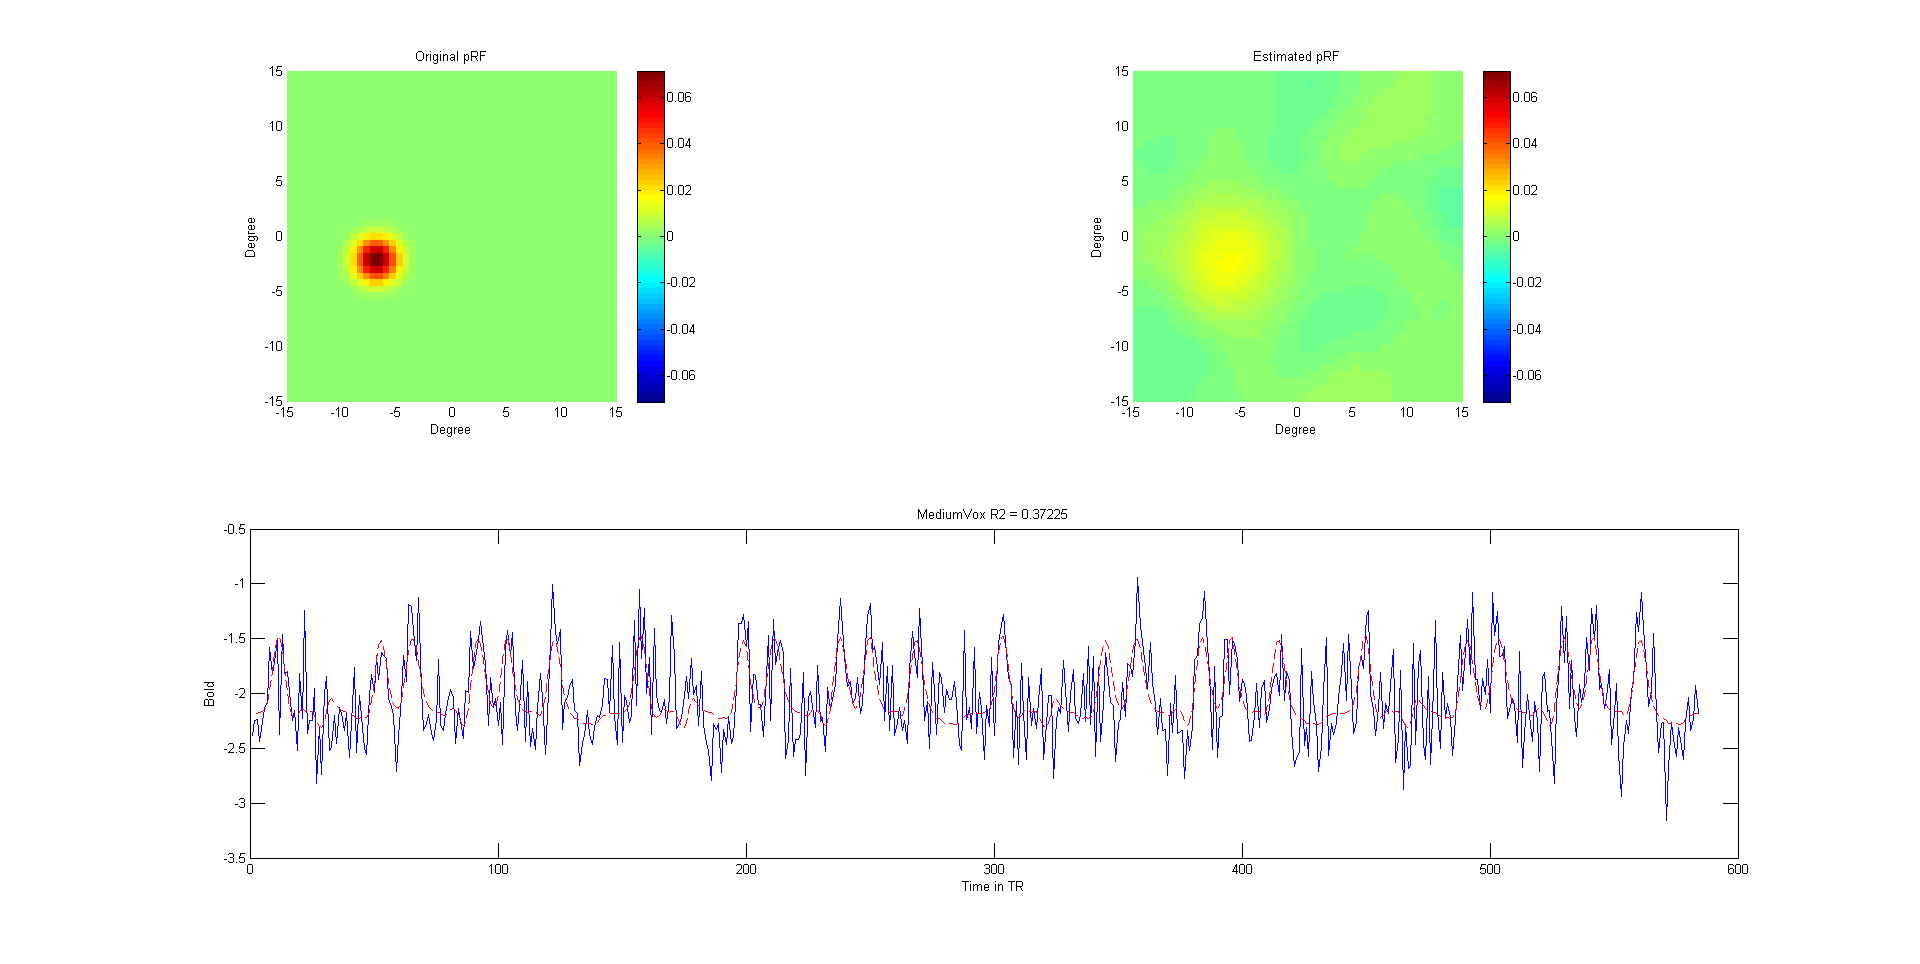 Original pRF
15
10
5
0
-5
-10
-15
Degree
-15 -10 -5 0 5 10 15
Degree
0.06
0.04
0.02
0
-0.02
-0.04
-0.06
Estimated pRF
15
10
5
0
-5
-10
-15
Degree
-15 -10 -5 0 5 10 15
Degree
0.06
0.04
0.02
0
-0.02
-0.04
-0.06
MediumVox R2 = 0.37225
-0.5
-1
-1.5
-2
-2.5
-3
-3.5
Bold
0 100 200 300 400 500 600
Time in TR